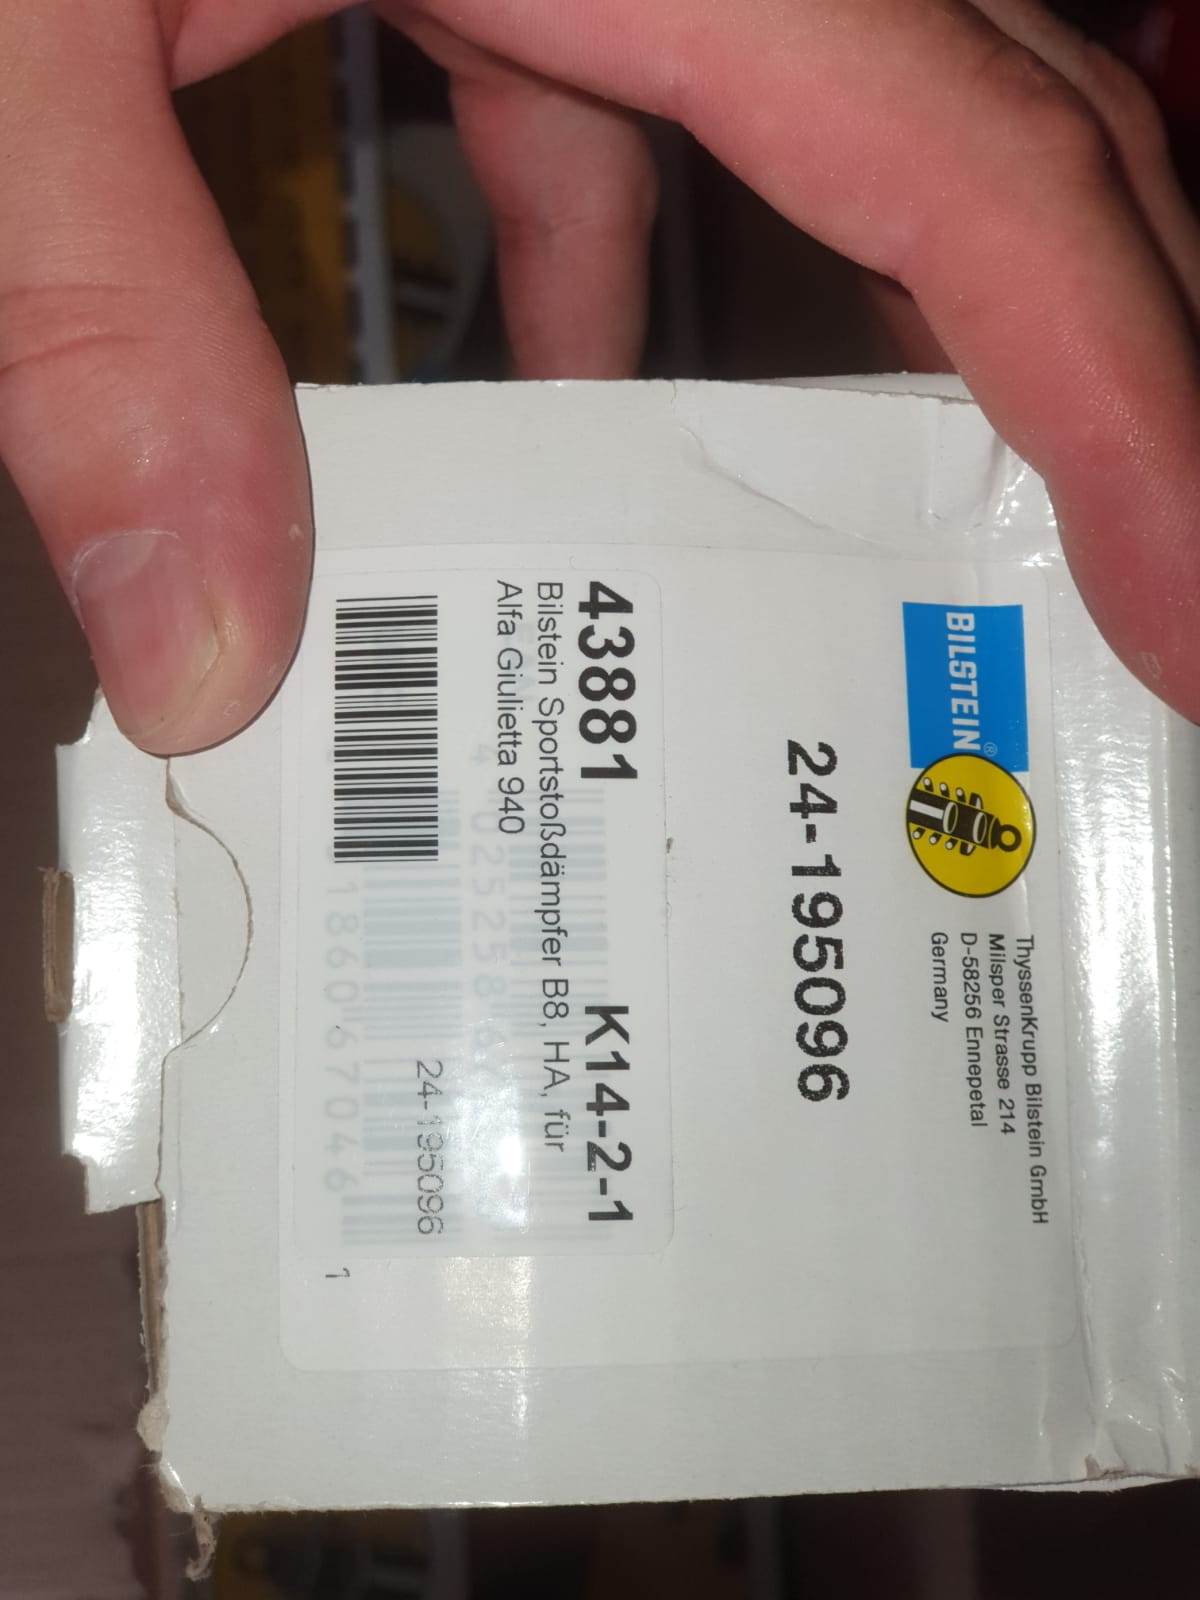 BILSTEIN®
ThyssenKrupp Bilstein GmbH
Milsper Strasse 214
D-58256 Ennepetal
Germany
24-195096
43881 K14-2-1
Bilstein Sportstoßdämpfer B8, HA, für
Alfa Giulietta 940
24-195096
1